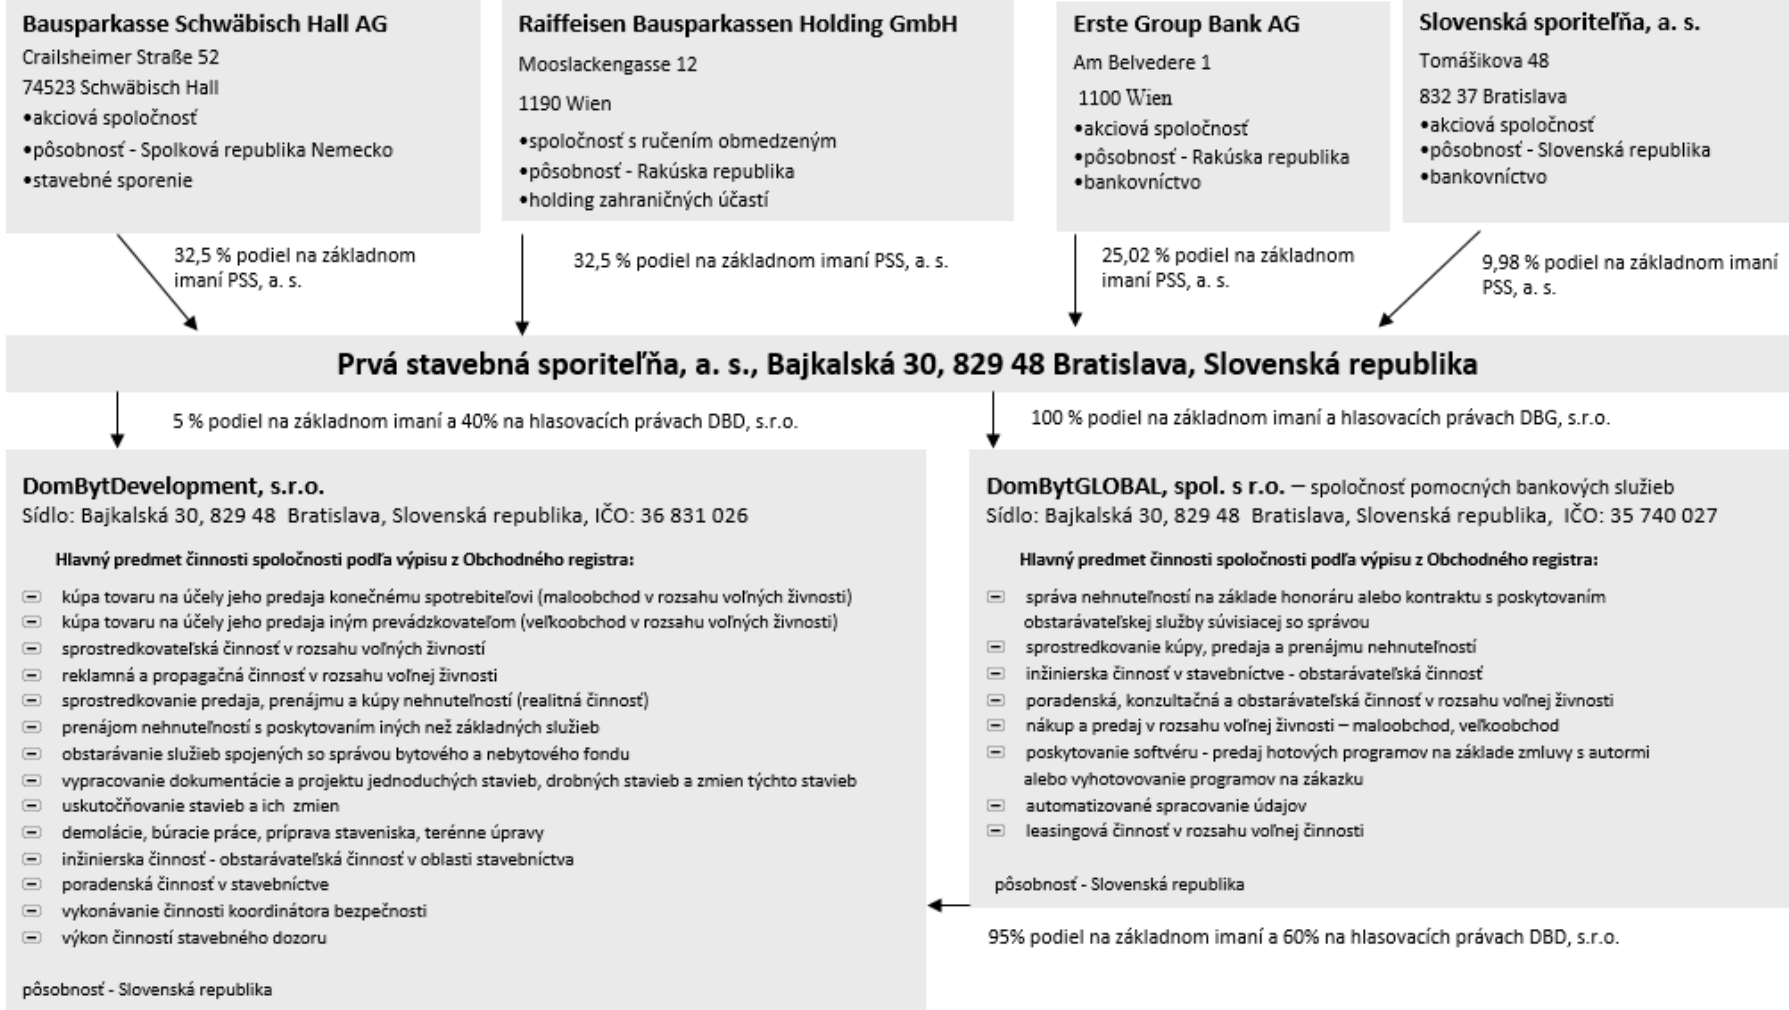 Bausparkasse Schwäbisch Hall AG
Crailsheimer Straße 52
74523 Schwäbisch Hall
•akciová spoločnosť
•pôsobnosť - Spolková republika Nemecko
•stavebné sporenie
Raiffeisen Bausparkassen Holding GmbH
Mooslackengasse 12
1190 Wien
•spoločnosť s ručením obmedzeným
•pôsobnosť - Rakúska republika
•holding zahraničných účastí
Erste Group Bank AG
Am Belvedere 1
1100 Wien
•akciová spoločnosť
•pôsobnosť - Rakúska republika
•bankovníctvo
Slovenská sporiteľňa, a. s.
Tomášikova 48
832 37 Bratislava
•akciová spoločnosť
•pôsobnosť - Slovenská republika
•bankovníctvo
32,5 % podiel na základnom
imaní PSS, a. s.
32,5 % podiel na základnom imaní PSS, a. s.
25,02 % podiel na základnom
imaní PSS, a. s.
9,98 % podiel na základnom imaní
PSS, a. s.
Prvá stavebná sporiteľňa, a. s., Bajkalská 30, 829 48 Bratislava, Slovenská republika
5 % podiel na základnom imaní a 40% na hlasovacích právach DBD, s.r.o.
100 % podiel na základnom imaní a hlasovacích právach DBG, s.r.o.
DomBytDevelopment, s.r.o.
Sídlo: Bajkalská 30, 829 48 Bratislava, Slovenská republika, IČO: 36 831 026
Hlavný predmet činnosti spoločnosti podľa výpisu z Obchodného registra:
kúpa tovaru na účely jeho predaja konečnému spotrebiteľovi (maloobchod v rozsahu voľných živnosti)
kúpa tovaru na účely jeho predaja iným prevádzkovateľom (veľkoobchod v rozsahu voľných živnosti)
sprostredkovateľská činnosť v rozsahu voľných živností
reklamná a propagačná činnosť v rozsahu voľnej živnosti
sprostredkovanie predaja, prenájmu a kúpy nehnuteľností (realitná činnosť)
prenájom nehnuteľností s poskytovaním iných než základných služieb
obstarávanie služieb spojených so správou bytového a nebytového fondu
vypracovanie dokumentácie a projektu jednoduchých stavieb, drobných stavieb a zmien týchto stavieb
uskutočňovanie stavieb a ich zmien
demolácie, búracie práce, príprava staveniska, terénne úpravy
inžinierska činnosť - obstarávateľská činnosť v oblasti stavebníctva
poradenská činnosť v stavebníctve
vykonávanie činnosti koordinátora bezpečnosti
výkon činností stavebného dozoru
pôsobnosť - Slovenská republika
DomBytGLOBAL, spol. s r.o. – spoločnosť pomocných bankových služieb
Sídlo: Bajkalská 30, 829 48 Bratislava, Slovenská republika, IČO: 35 740 027
Hlavný predmet činnosti spoločnosti podľa výpisu z Obchodného registra:
správa nehnuteľností na základe honoráru alebo kontraktu s poskytovaním
obstarávateľskej služby súvisiacej so správou
sprostredkovanie kúpy, predaja a prenájmu nehnuteľností
inžinierska činnosť v stavebníctve - obstarávateľská činnosť
poradenská, konzultačná a obstarávateľská činnosť v rozsahu voľnej živnosti
nákup a predaj v rozsahu voľnej živnosti – maloobchod, veľkoobchod
poskytovanie softvéru - predaj hotových programov na základe zmluvy s autormi
alebo vyhotovovanie programov na zákazku
automatizované spracovanie údajov
leasingová činnosť v rozsahu voľnej činnosti
pôsobnosť - Slovenská republika
95% podiel na základnom imaní a 60% na hlasovacích právach DBD, s.r.o.